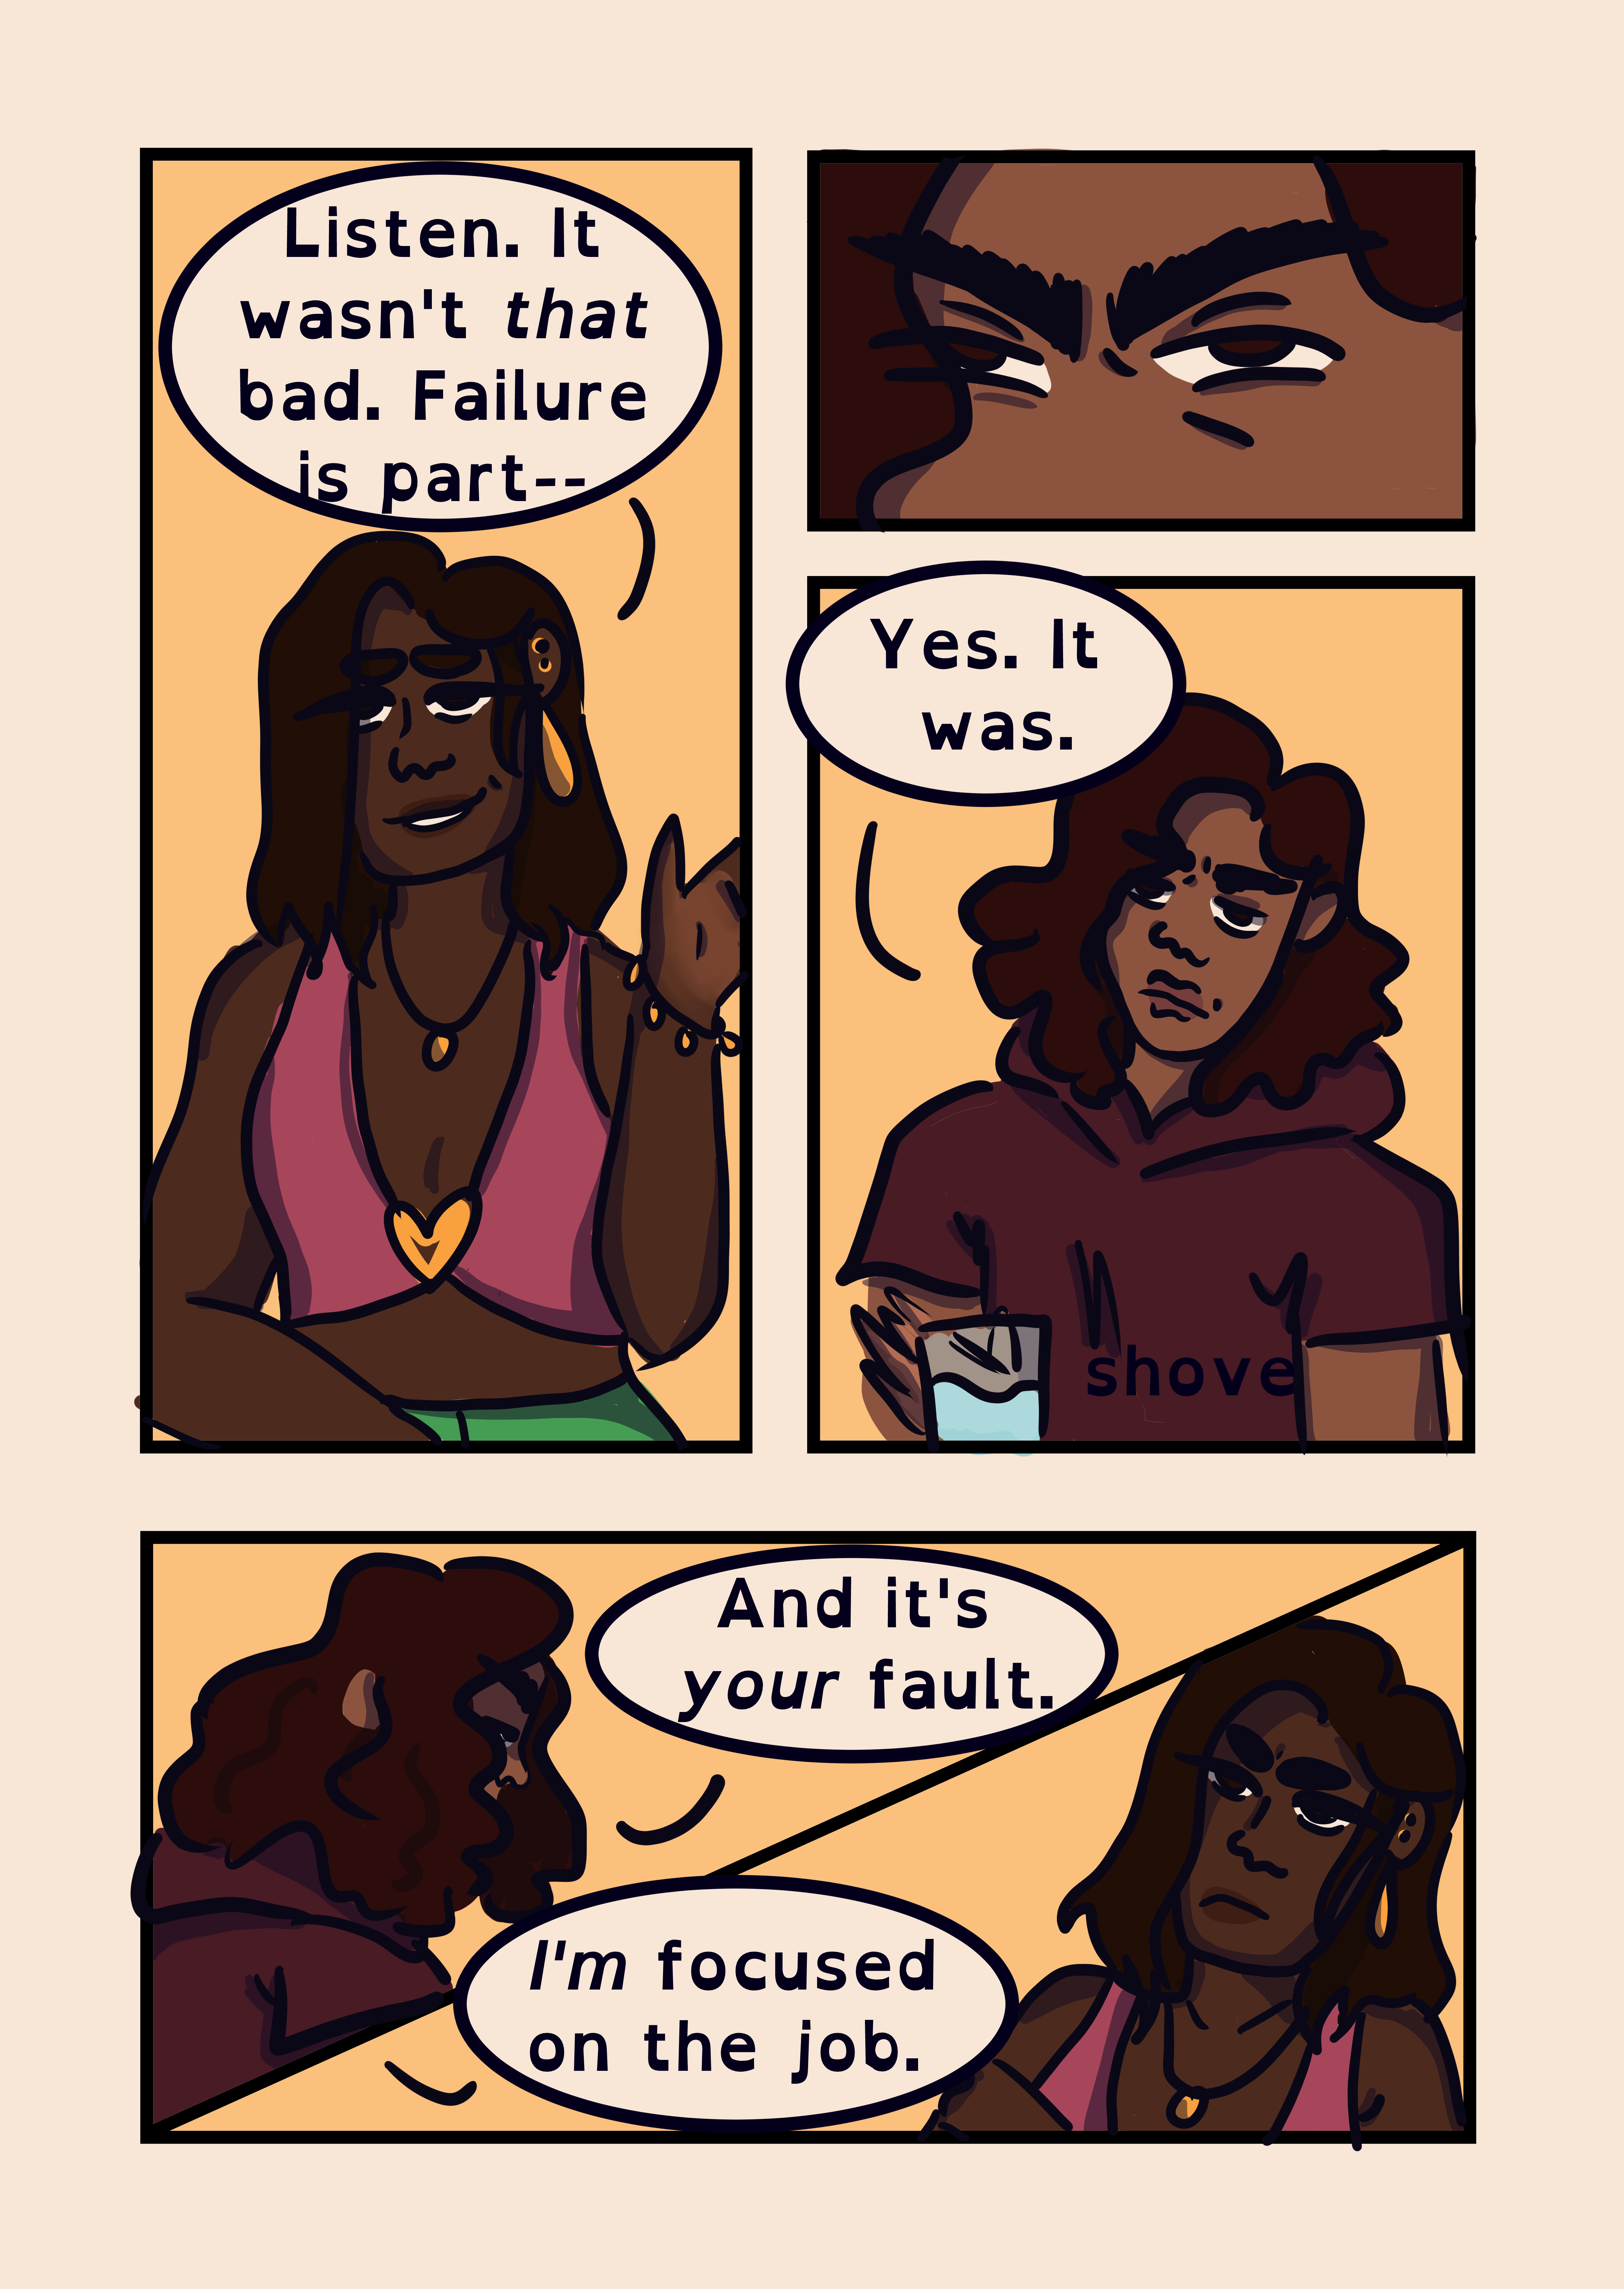 Listen. It
wasn't that
bad. Failure
is part--
Yes. It
was.
shove
And it's
your fault.
I'm focused
on the job.